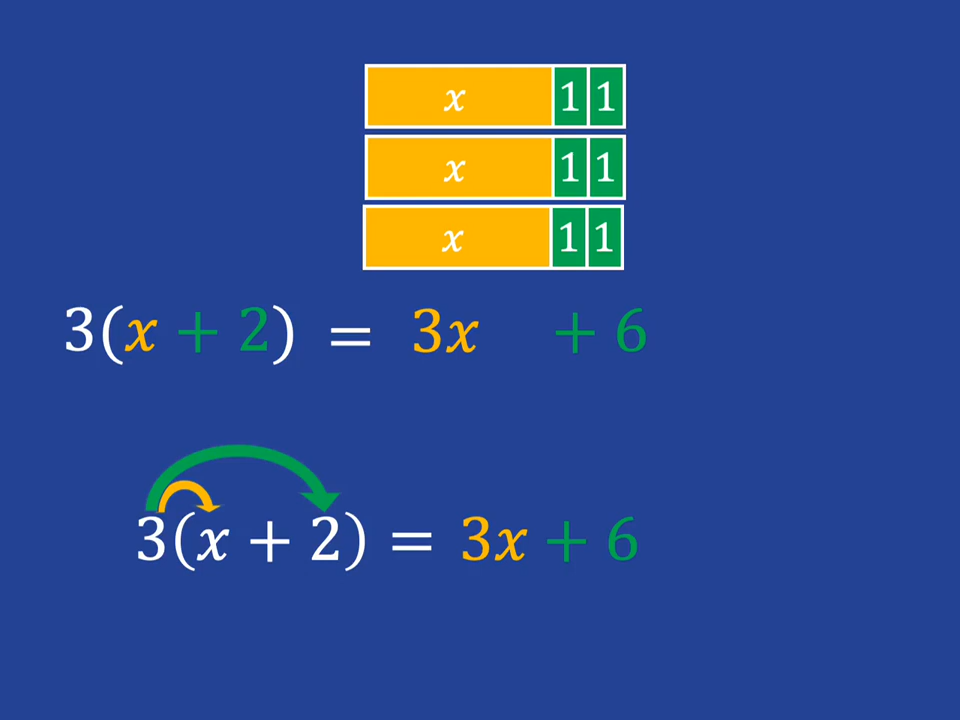 x 1 1
x 1 1
x 1 1
3(x + 2) = 3x + 6
3(x + 2) = 3x + 6